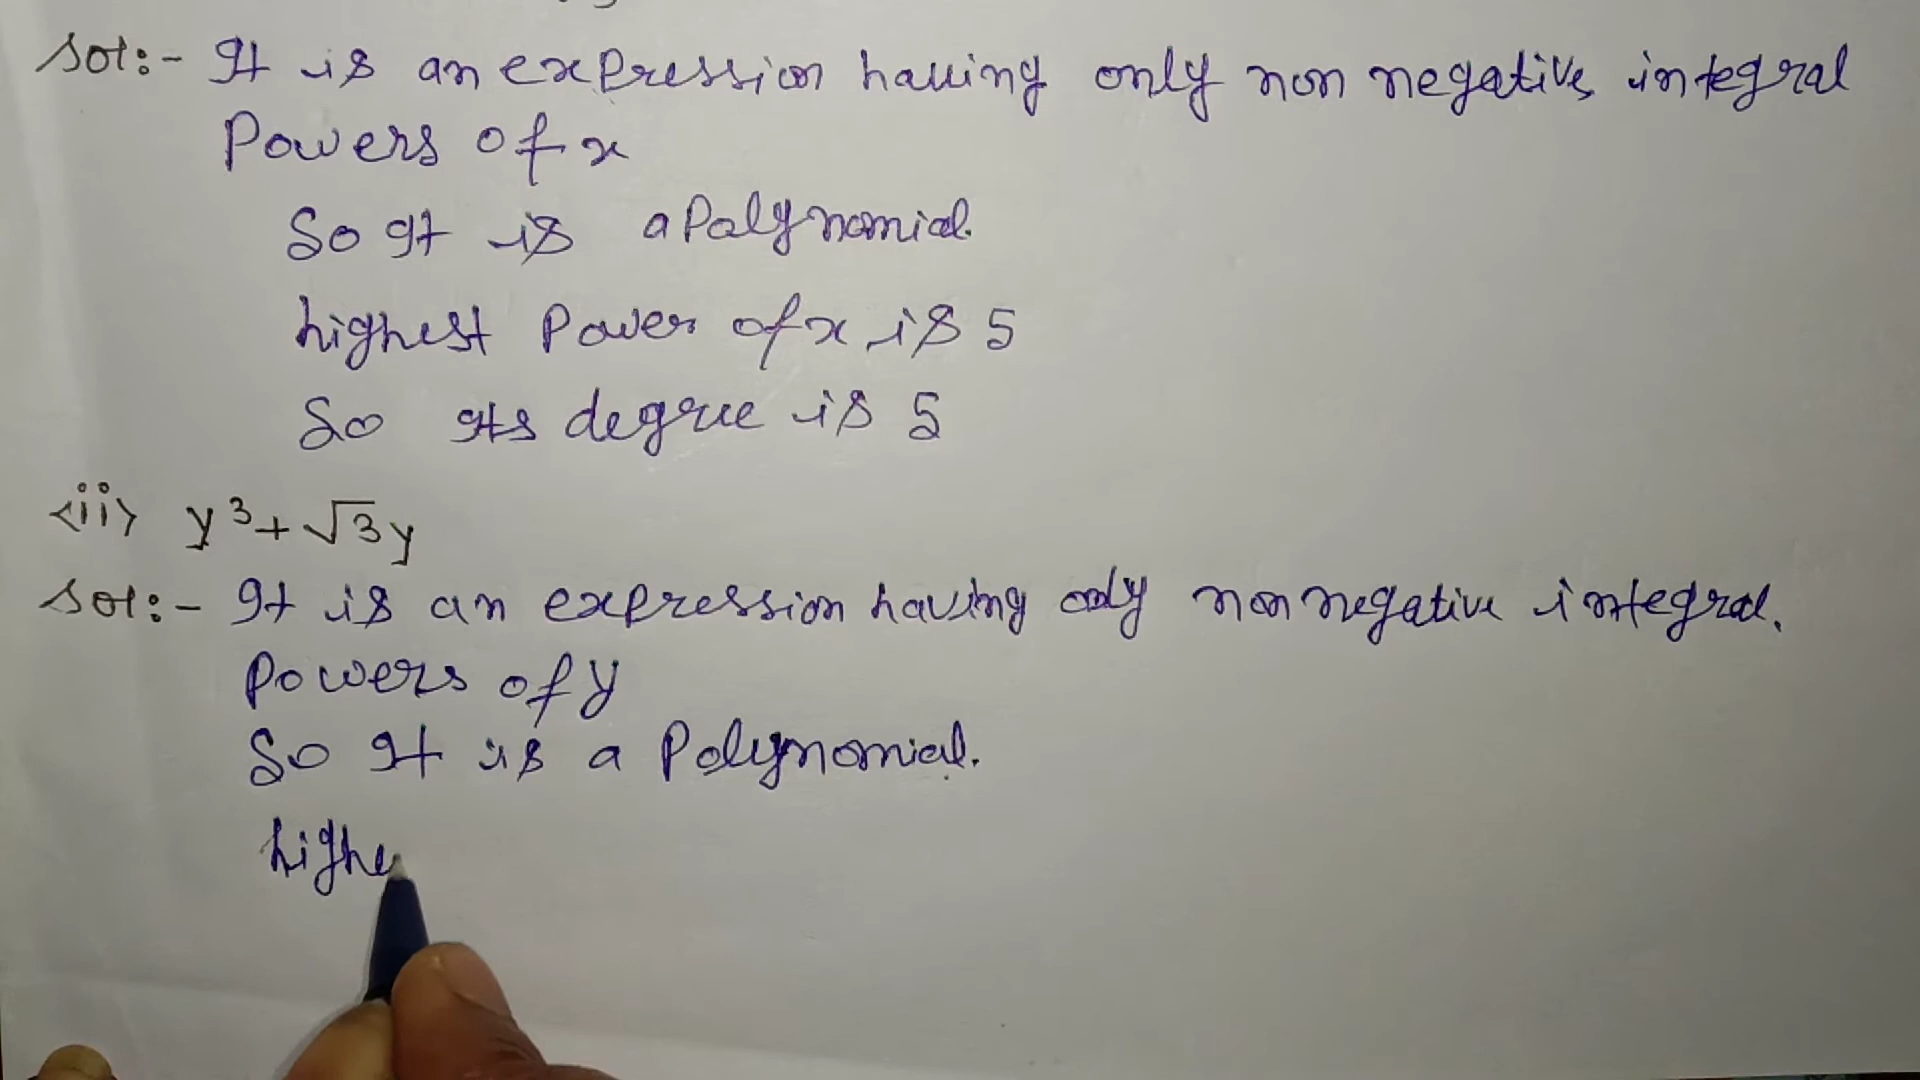 Sol:- It is an expression having only non negative integral
Powers of x
So It is a Polynomial.
highest Power of x is 5
So Its degree is 5
<ii> y³ + √3y
Sol:- It is an expression having only non negative integral.
Powers of y
So It is a Polynomial.
highe